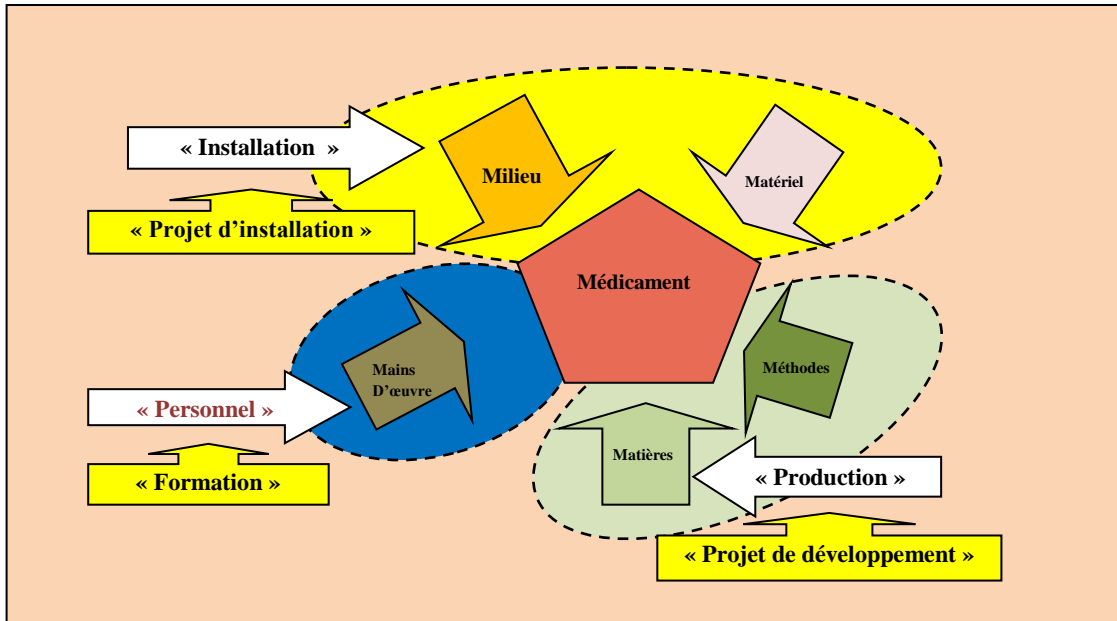 « Installation »
Milieu
Matériel
« Projet d’installation »
Médicament
Mains
D’œuvre
Méthodes
« Personnel »
Matières
« Production »
« Formation »
« Projet de développement »